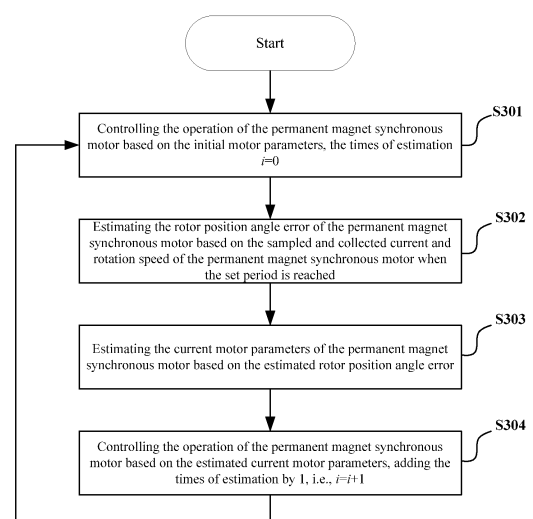 Start
S301
Controlling the operation of the permanent magnet synchronous
motor based on the initial motor parameters, the times of estimation
i=0
S302
Estimating the rotor position angle error of the permanent magnet
synchronous motor based on the sampled and collected current and
rotation speed of the permanent magnet synchronous motor when
the set period is reached
S303
Estimating the current motor parameters of the permanent magnet
synchronous motor based on the estimated rotor position angle error
S304
Controlling the operation of the permanent magnet synchronous
motor based on the estimated current motor parameters, adding the
times of estimation by 1, i.e., i=i+1